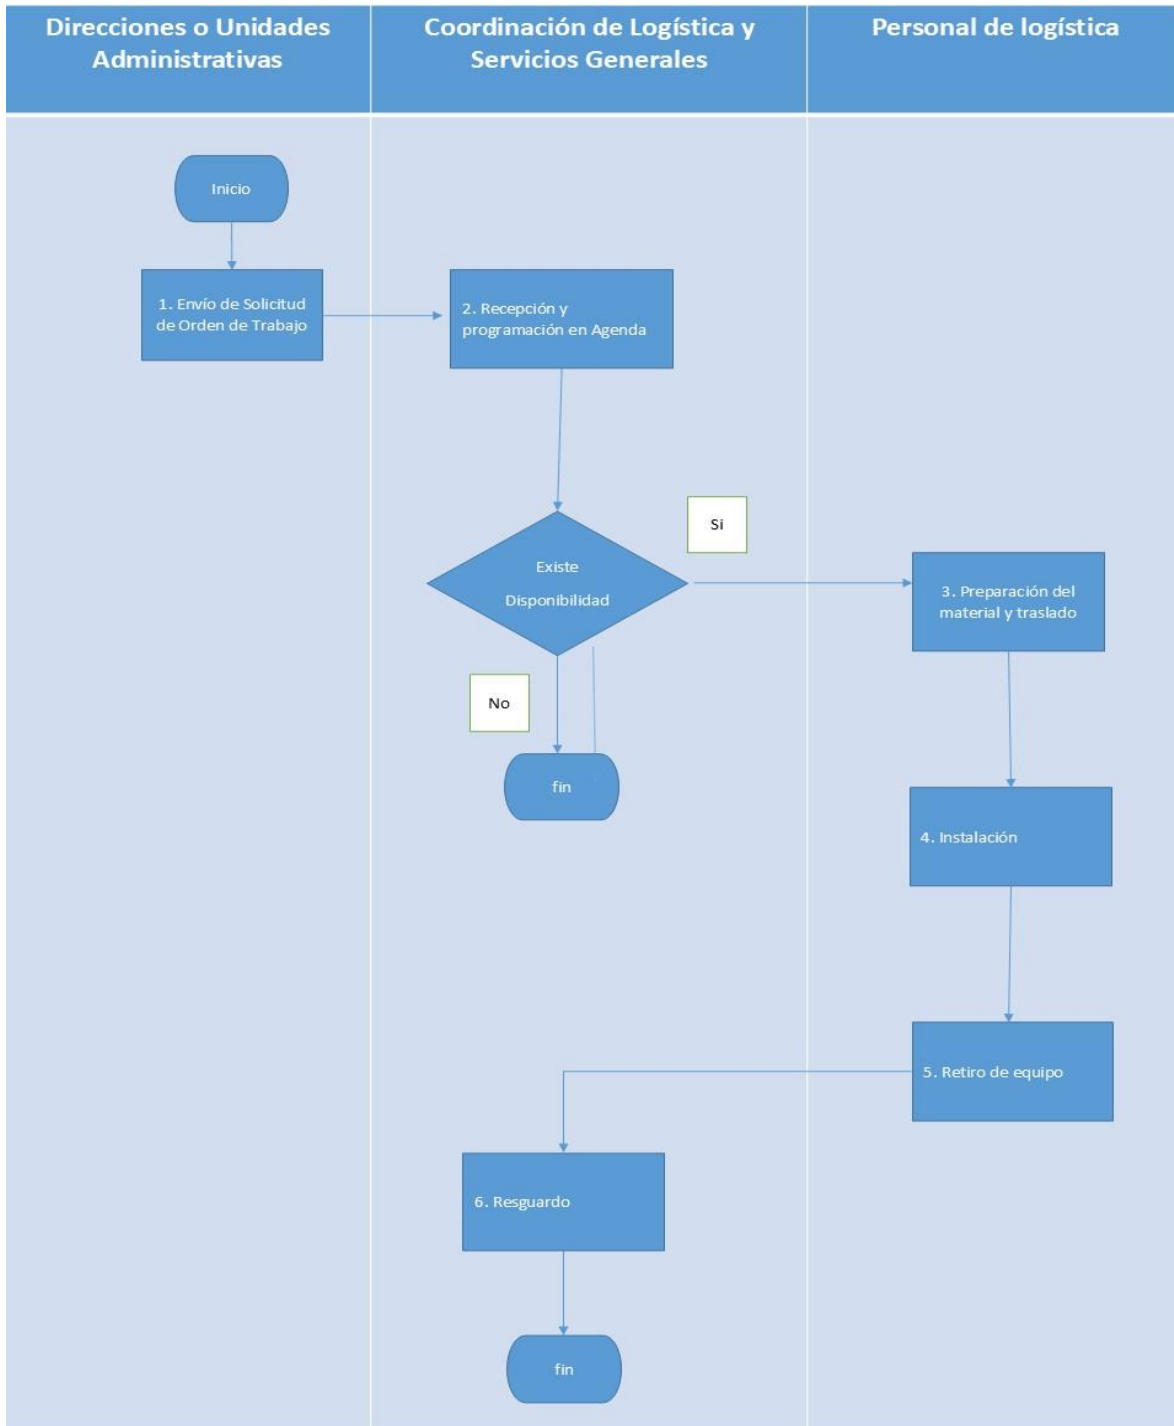 Direcciones o Unidades
Administrativas
Coordinación de Logística y
Servicios Generales
Personal de logística
Inicio
1. Envío de Solicitud
de Orden de Trabajo
2. Recepción y
programación en Agenda
Existe
Disponibilidad
Si
No
fin
3. Preparación del
material y traslado
4. Instalación
5. Retiro de equipo
6. Resguardo
fin